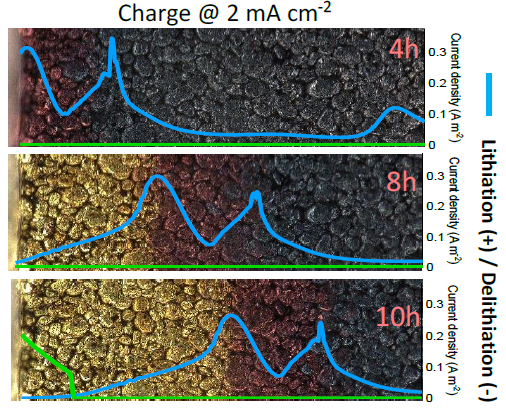 Charge @ 2 mA cm-2
4h
0.3
0.2
0.1
0
Current density (A m-2)
8h
0.3
0.2
0.1
0
Current density (A m-2)
10h
0.3
0.2
0.1
0
Current density (A m-2)
Lithiation (+) / Delithiation (-)